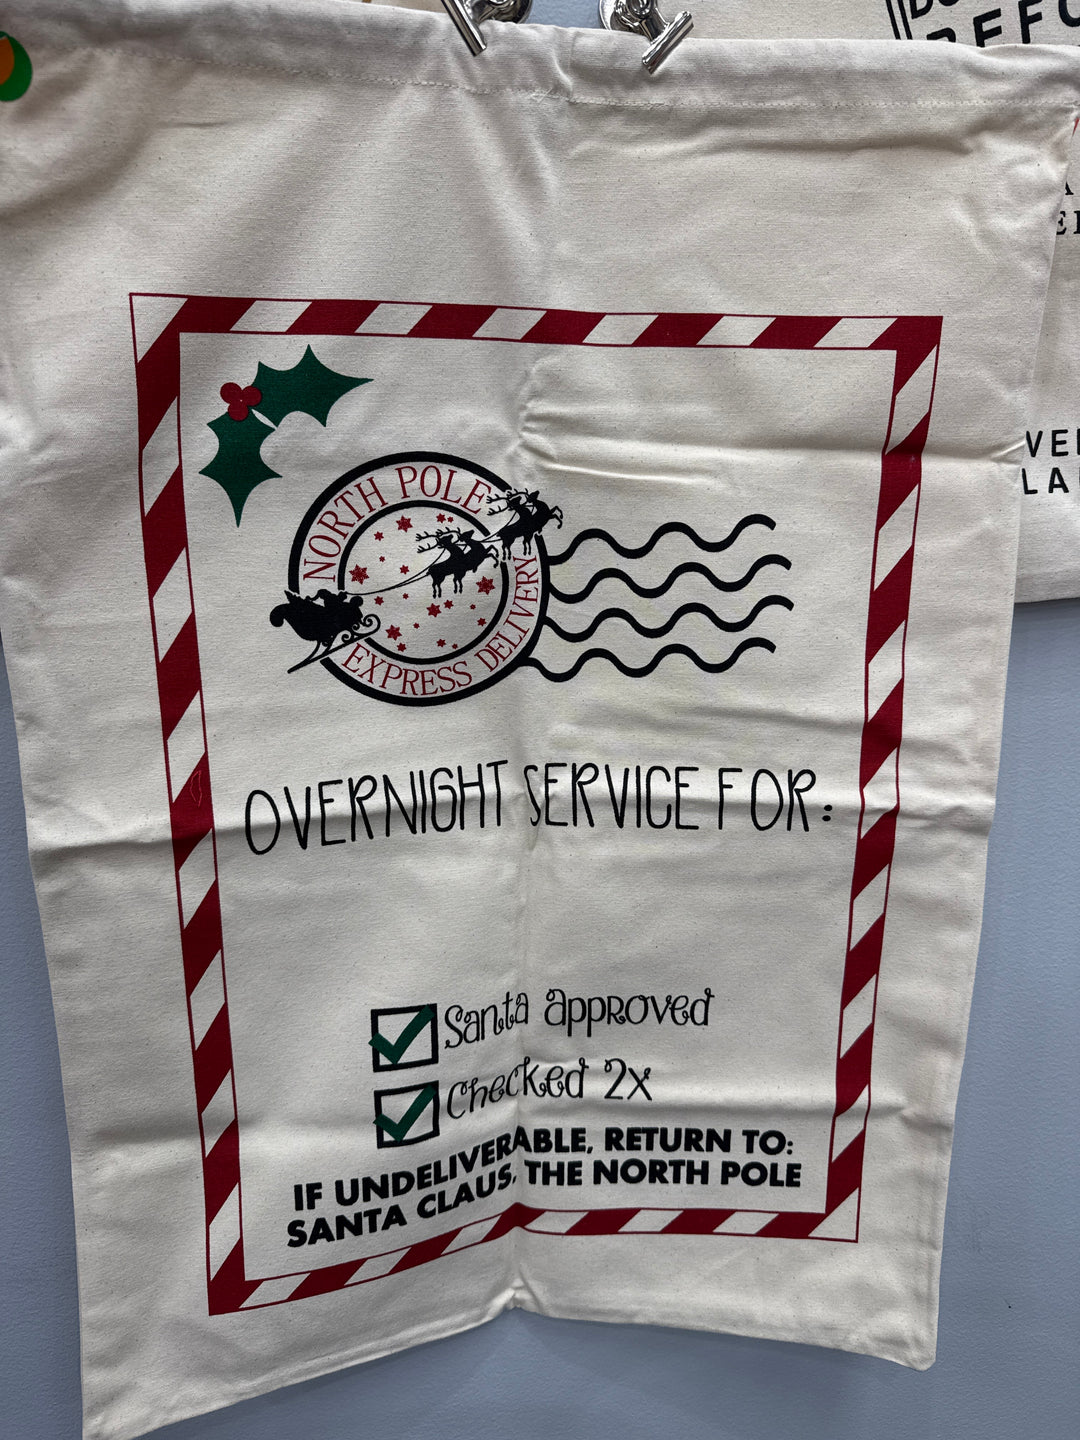 NORTH POLE
EXPRESS DELIVERY
OVERNIGHT SERVICE FOR:
Santa approved
Checked 2x
IF UNDELIVERABLE, RETURN TO:
SANTA CLAUS, THE NORTH POLE